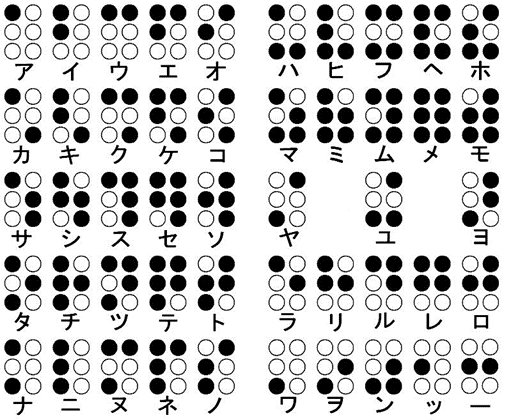 ア イ ウ エ オ ハ ヒ フ ヘ ホ
カ キ ク ケ コ マ ミ ム メ モ
サ シ ス セ ソ ヤ ユ ヨ
タ チ ツ テ ト ラ リ ル レ ロ
ナ ニ ヌ ネ ノ ワ ヲ ン ッ ー